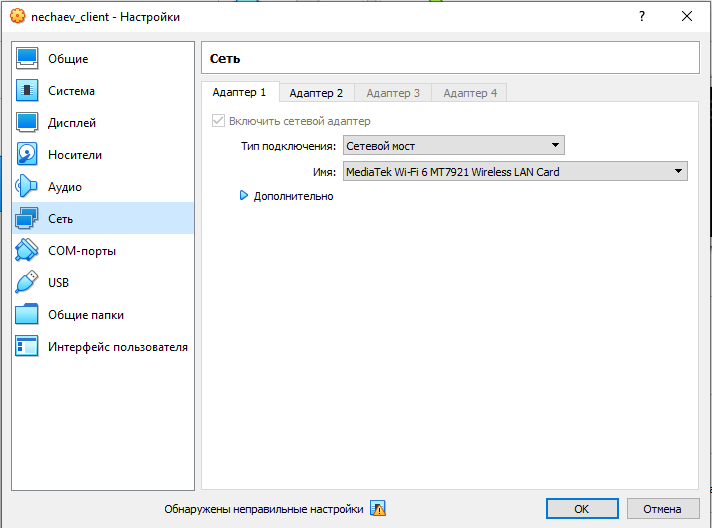 nechaev_client - Настройки
?
Общие
Система
Дисплей
Носители
Аудио
Сеть
COM-порты
USB
Общие папки
Интерфейс пользователя
Сеть
Адаптер 1 Адаптер 2 Адаптер 3 Адаптер 4
Включить сетевой адаптер
Тип подключения: Сетевой мост
Имя: MediaTek Wi-Fi 6 MT7921 Wireless LAN Card
Дополнительно
Обнаружены неправильные настройки
OK Отмена